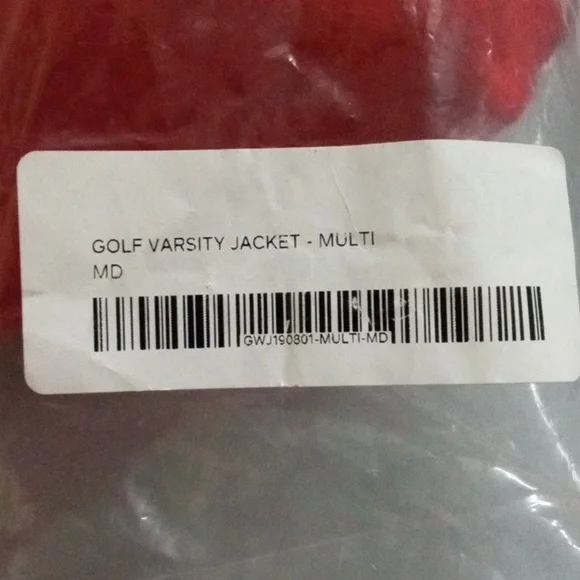 GOLF VARSITY JACKET - MULTI
MD
GWJ190801-MULTI-MD